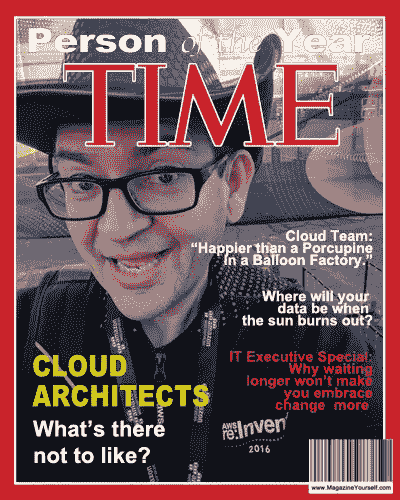 Person of the Year
TIME
Cloud Team:
“Happier than a Porcupine
in a Balloon Factory.”
Where will your
data be when
the sun burns out?
IT Executive Special:
Why waiting
longer won't make
you embrace
change more
CLOUD
ARCHITECTS
What's there
not to like?
AWS
re:Invent
2016
www.MagazineYourself.com